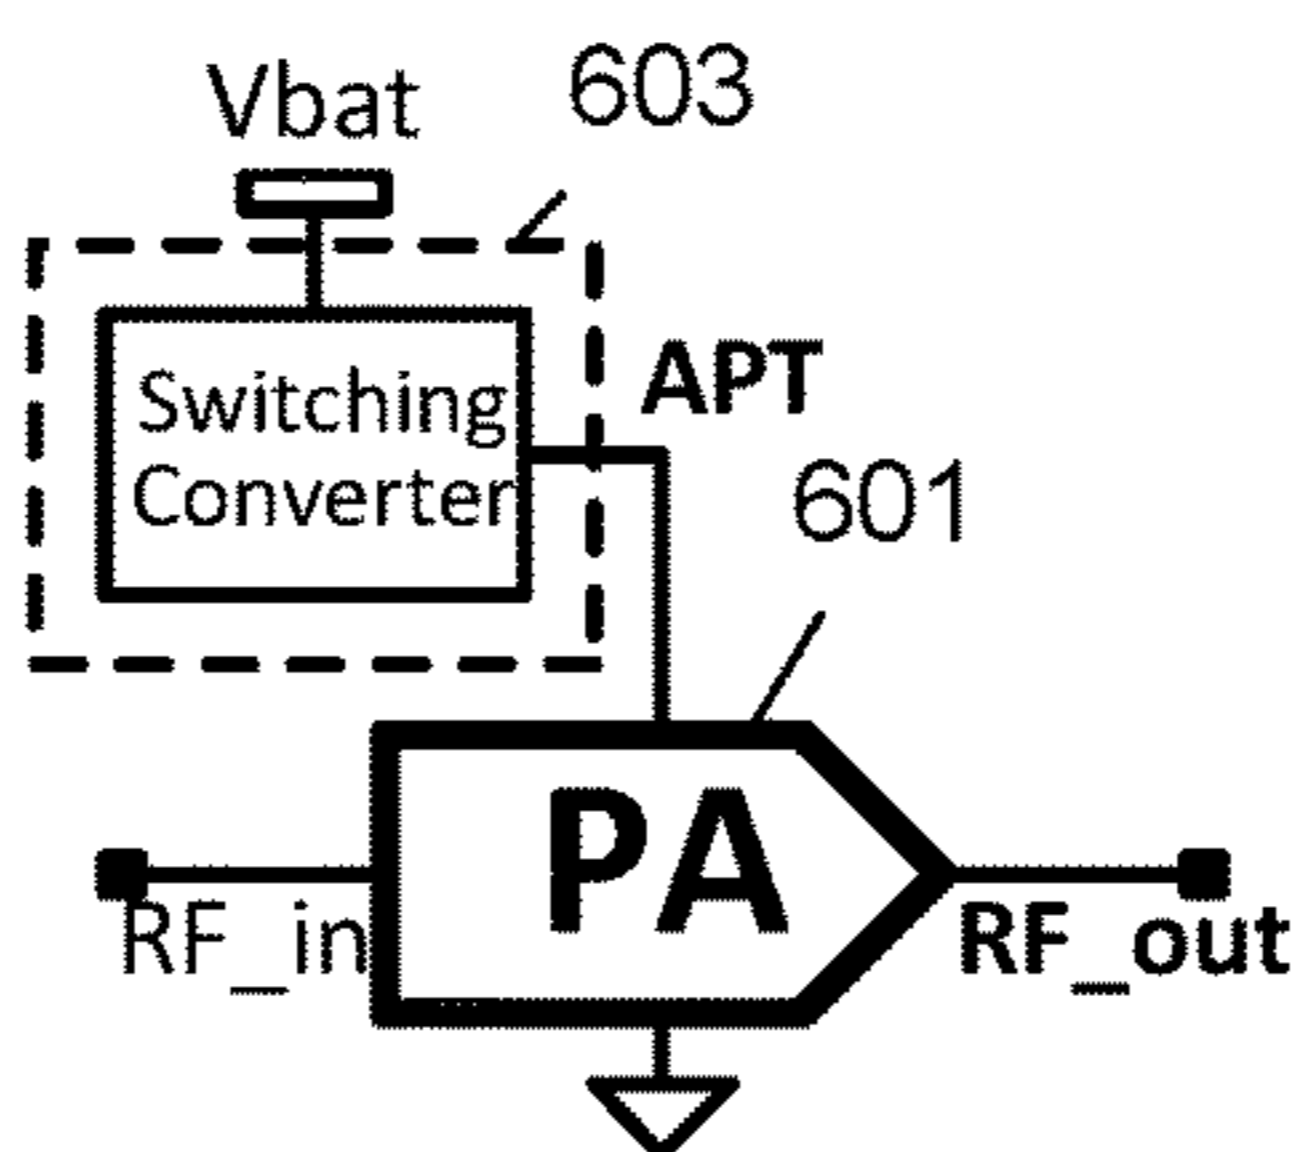 Vbat
603
Switching
Converter
APT
601
PA
RF_in
RF_out